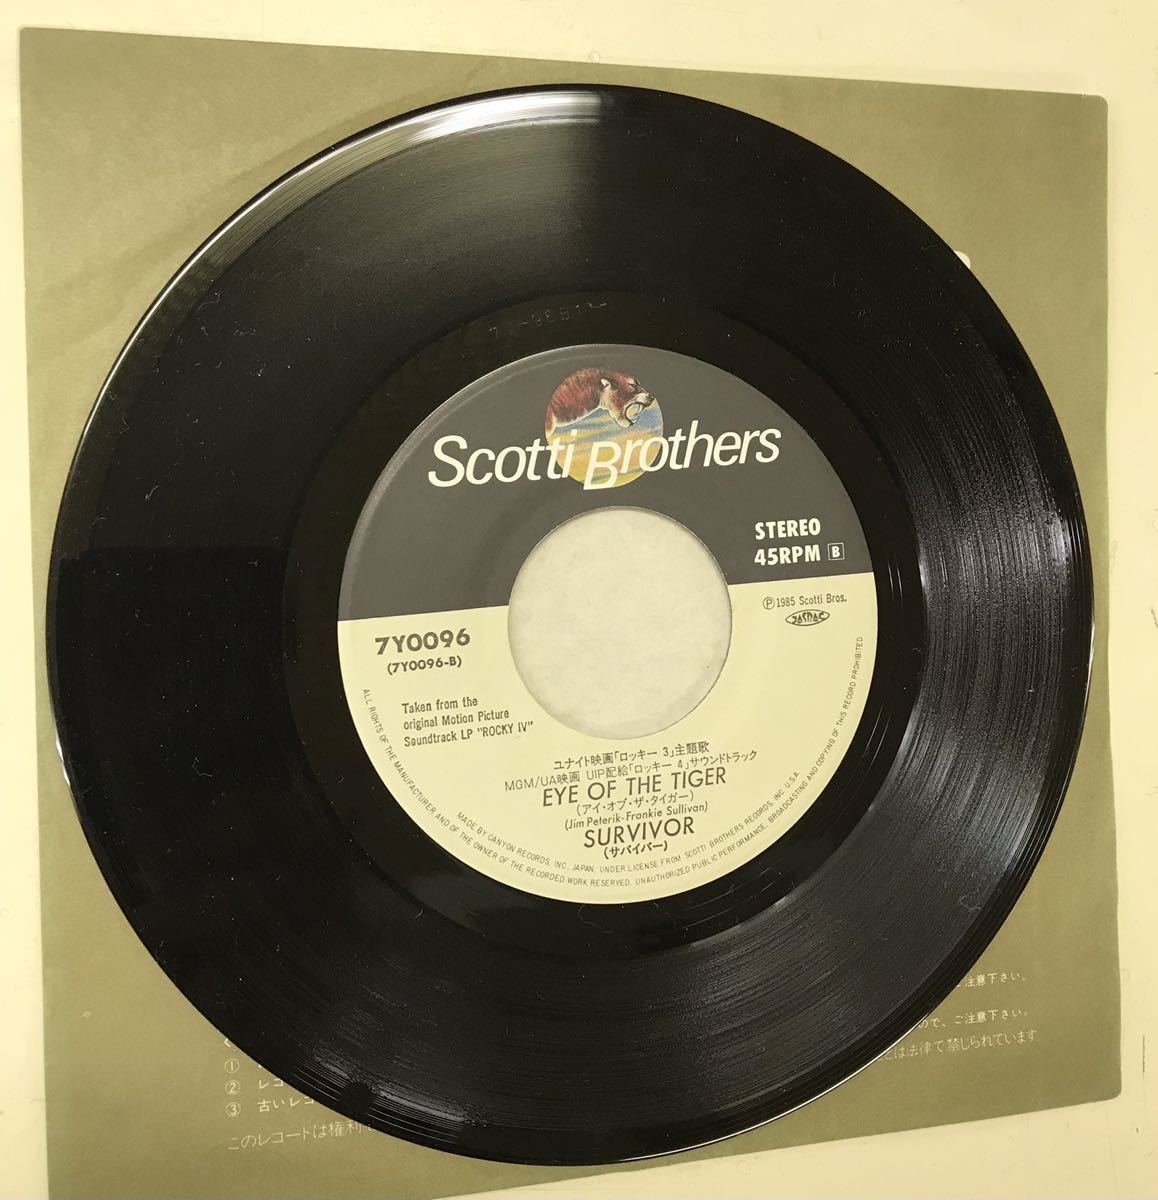 Scotti Brothers
STEREO
45RPM B
Ⓟ1985 Scotti Bros.
JASRAC
7Y0096
(7Y0096-B)
Taken from the
original Motion Picture
Soundtrack LP "ROCKY IV"
ユナイト映画「ロッキー 3」主題歌
MGM/UA映画 UIP配給「ロッキー 4」サウンドトラック
EYE OF THE TIGER
(アイ・オブ・ザ・タイガー)
(Jim Peterik-Frankie Sullivan)
SURVIVOR
(サバイバー)
MADE BY CANYON RECORDS, INC., JAPAN, UNDER LICENSE FROM SCOTTI BROTHERS RECORDS, INC. U.S.A.
ALL RIGHTS OF THE MANUFACTURER AND OF THE OWNER OF THE RECORDED WORK RESERVED. UNAUTHORIZED PUBLIC PERFORMANCE, BROADCASTING AND COPYING OF THIS RECORD PROHIBITED.
ご注意下さい。
ので、ご注意下さい。
とは法律で禁じられています
①
② レコ
③ 古いレコ
このレコードは権利